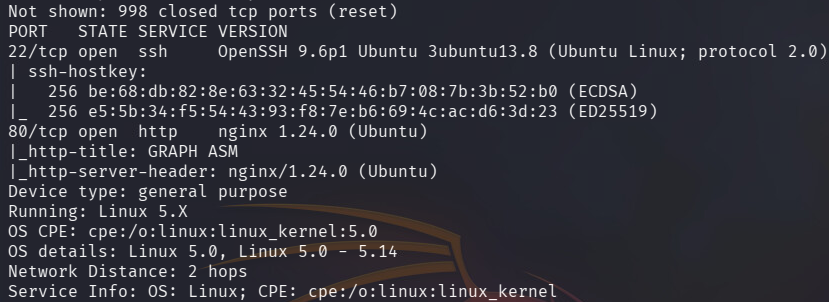 Not shown: 998 closed tcp ports (reset)
PORT   STATE SERVICE VERSION
22/tcp open  ssh     OpenSSH 9.6p1 Ubuntu 3ubuntu13.8 (Ubuntu Linux; protocol 2.0)
| ssh-hostkey:
|   256 be:68:db:82:8e:63:32:45:54:46:b7:08:7b:3b:52:b0 (ECDSA)
|_  256 e5:5b:34:f5:54:43:93:f8:7e:b6:69:4c:ac:d6:3d:23 (ED25519)
80/tcp open  http    nginx 1.24.0 (Ubuntu)
|_http-title: GRAPH ASM
|_http-server-header: nginx/1.24.0 (Ubuntu)
Device type: general purpose
Running: Linux 5.X
OS CPE: cpe:/o:linux:linux_kernel:5.0
OS details: Linux 5.0, Linux 5.0 - 5.14
Network Distance: 2 hops
Service Info: OS: Linux; CPE: cpe:/o:linux:linux_kernel